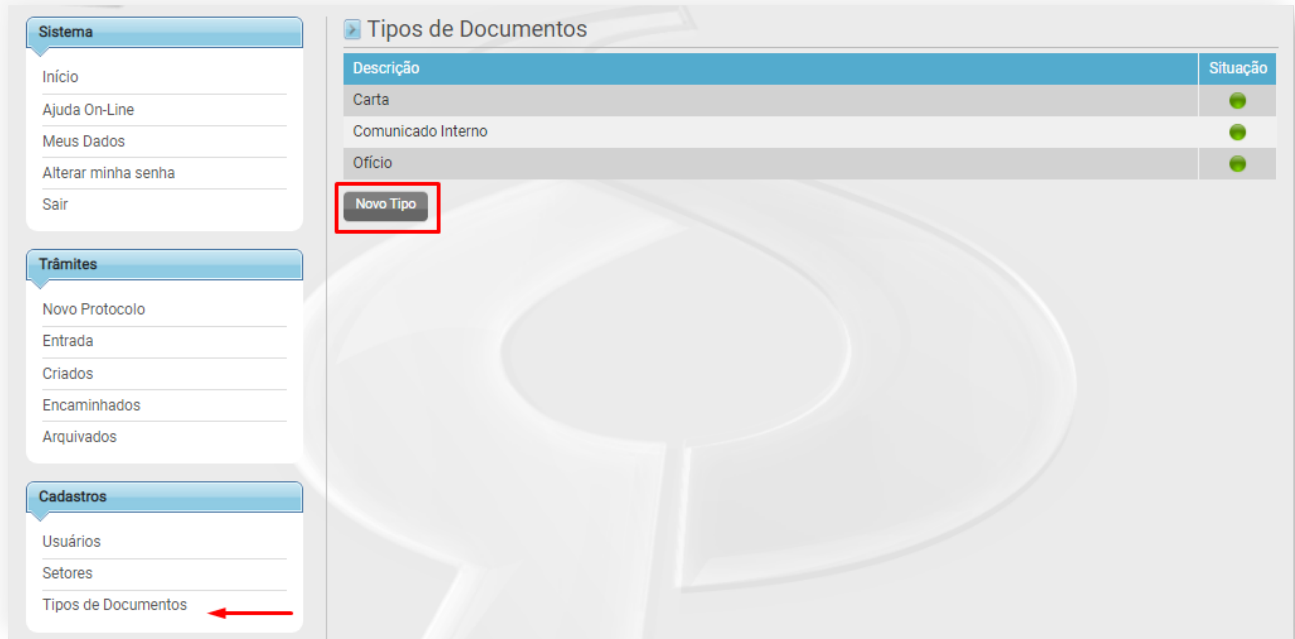 Sistema
Início
Ajuda On-Line
Meus Dados
Alterar minha senha
Sair
Trâmites
Novo Protocolo
Entrada
Criados
Encaminhados
Arquivados
Cadastros
Usuários
Setores
Tipos de Documentos
Tipos de Documentos
Descrição Situação
Carta
Comunicado Interno
Ofício
Novo Tipo